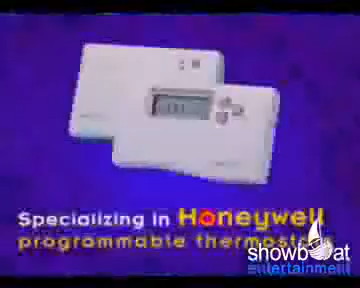 Specializing in Honeywell
programmable thermostats
showboat
entertainment